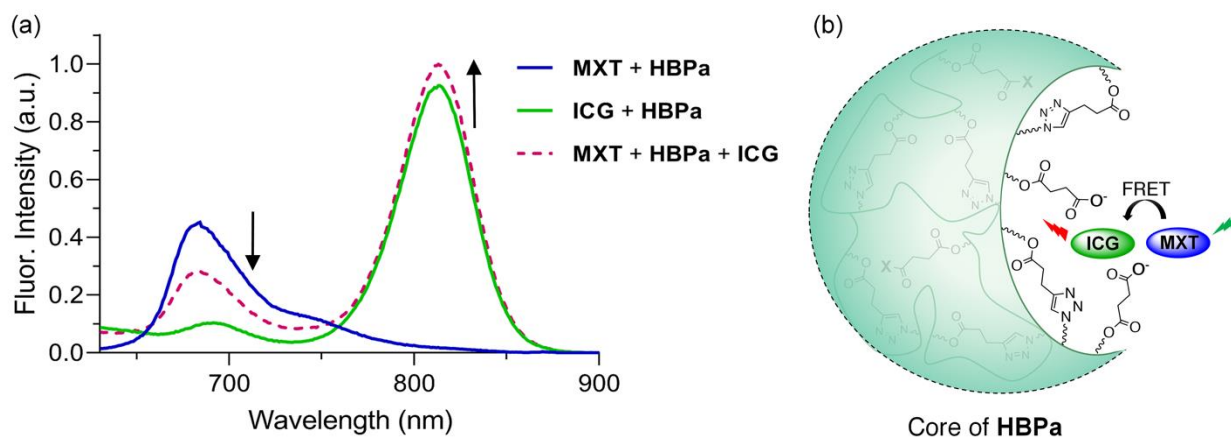 (a)
Fluor. Intensity (a.u.)
1.0
0.8
0.6
0.4
0.2
0.0
700
800
900
Wavelength (nm)
MXT + HBPa
ICG + HBPa
MXT + HBPa + ICG
(b)
O
O
X
O
N
N
N
O
O
O
O
O
O-
FRET
ICG
MXT
O
O
N
N
N
O
O-
O
O
O
O
N
N
N
O
O
N
N
N
X
O
O
O
N
N
N
O
O
N
N
N
Core of HBPa